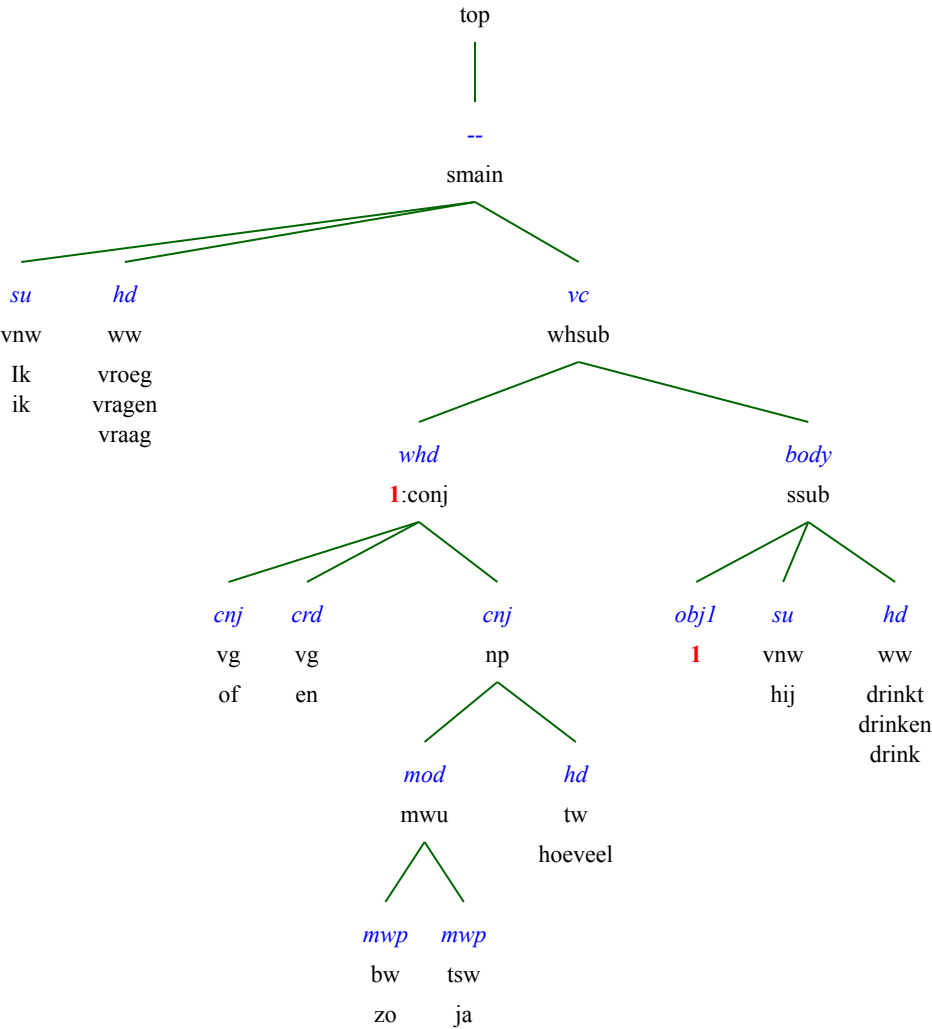 top
--
smain
su hd vc
vnw ww whsub
Ik vroeg
ik vragen
vraag
whd body
1:conj ssub
cnj crd cnj obj1 su hd
vg vg np 1 vnw ww
of en hij drinkt
drinken
drink
mod hd
mwu tw
hoeveel
mwp mwp
bw tsw
zo ja